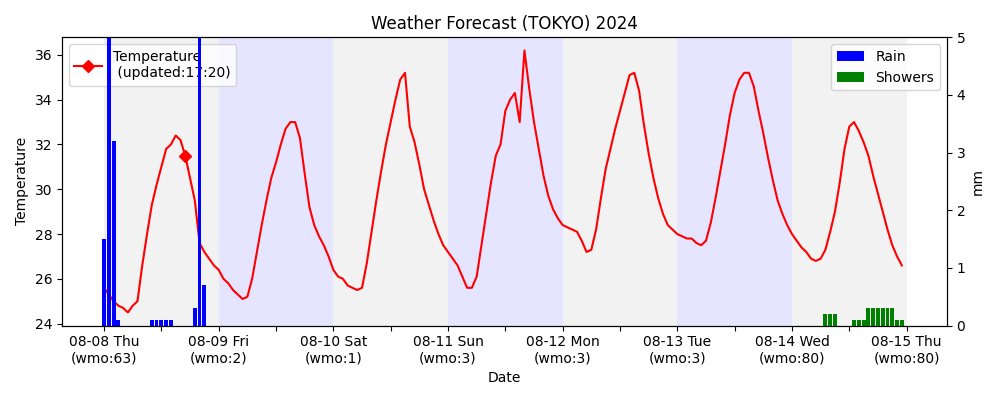 Weather Forecast (TOKYO) 2024
Temperature
(updated:17:20)
Rain
Showers
36
34
32
30
28
26
24
Temperature
5
4
3
2
1
0
mm
08-08 Thu
(wmo:63)
08-09 Fri
(wmo:2)
08-10 Sat
(wmo:1)
08-11 Sun
(wmo:3)
08-12 Mon
(wmo:3)
08-13 Tue
(wmo:3)
08-14 Wed
(wmo:80)
08-15 Thu
(wmo:80)
Date